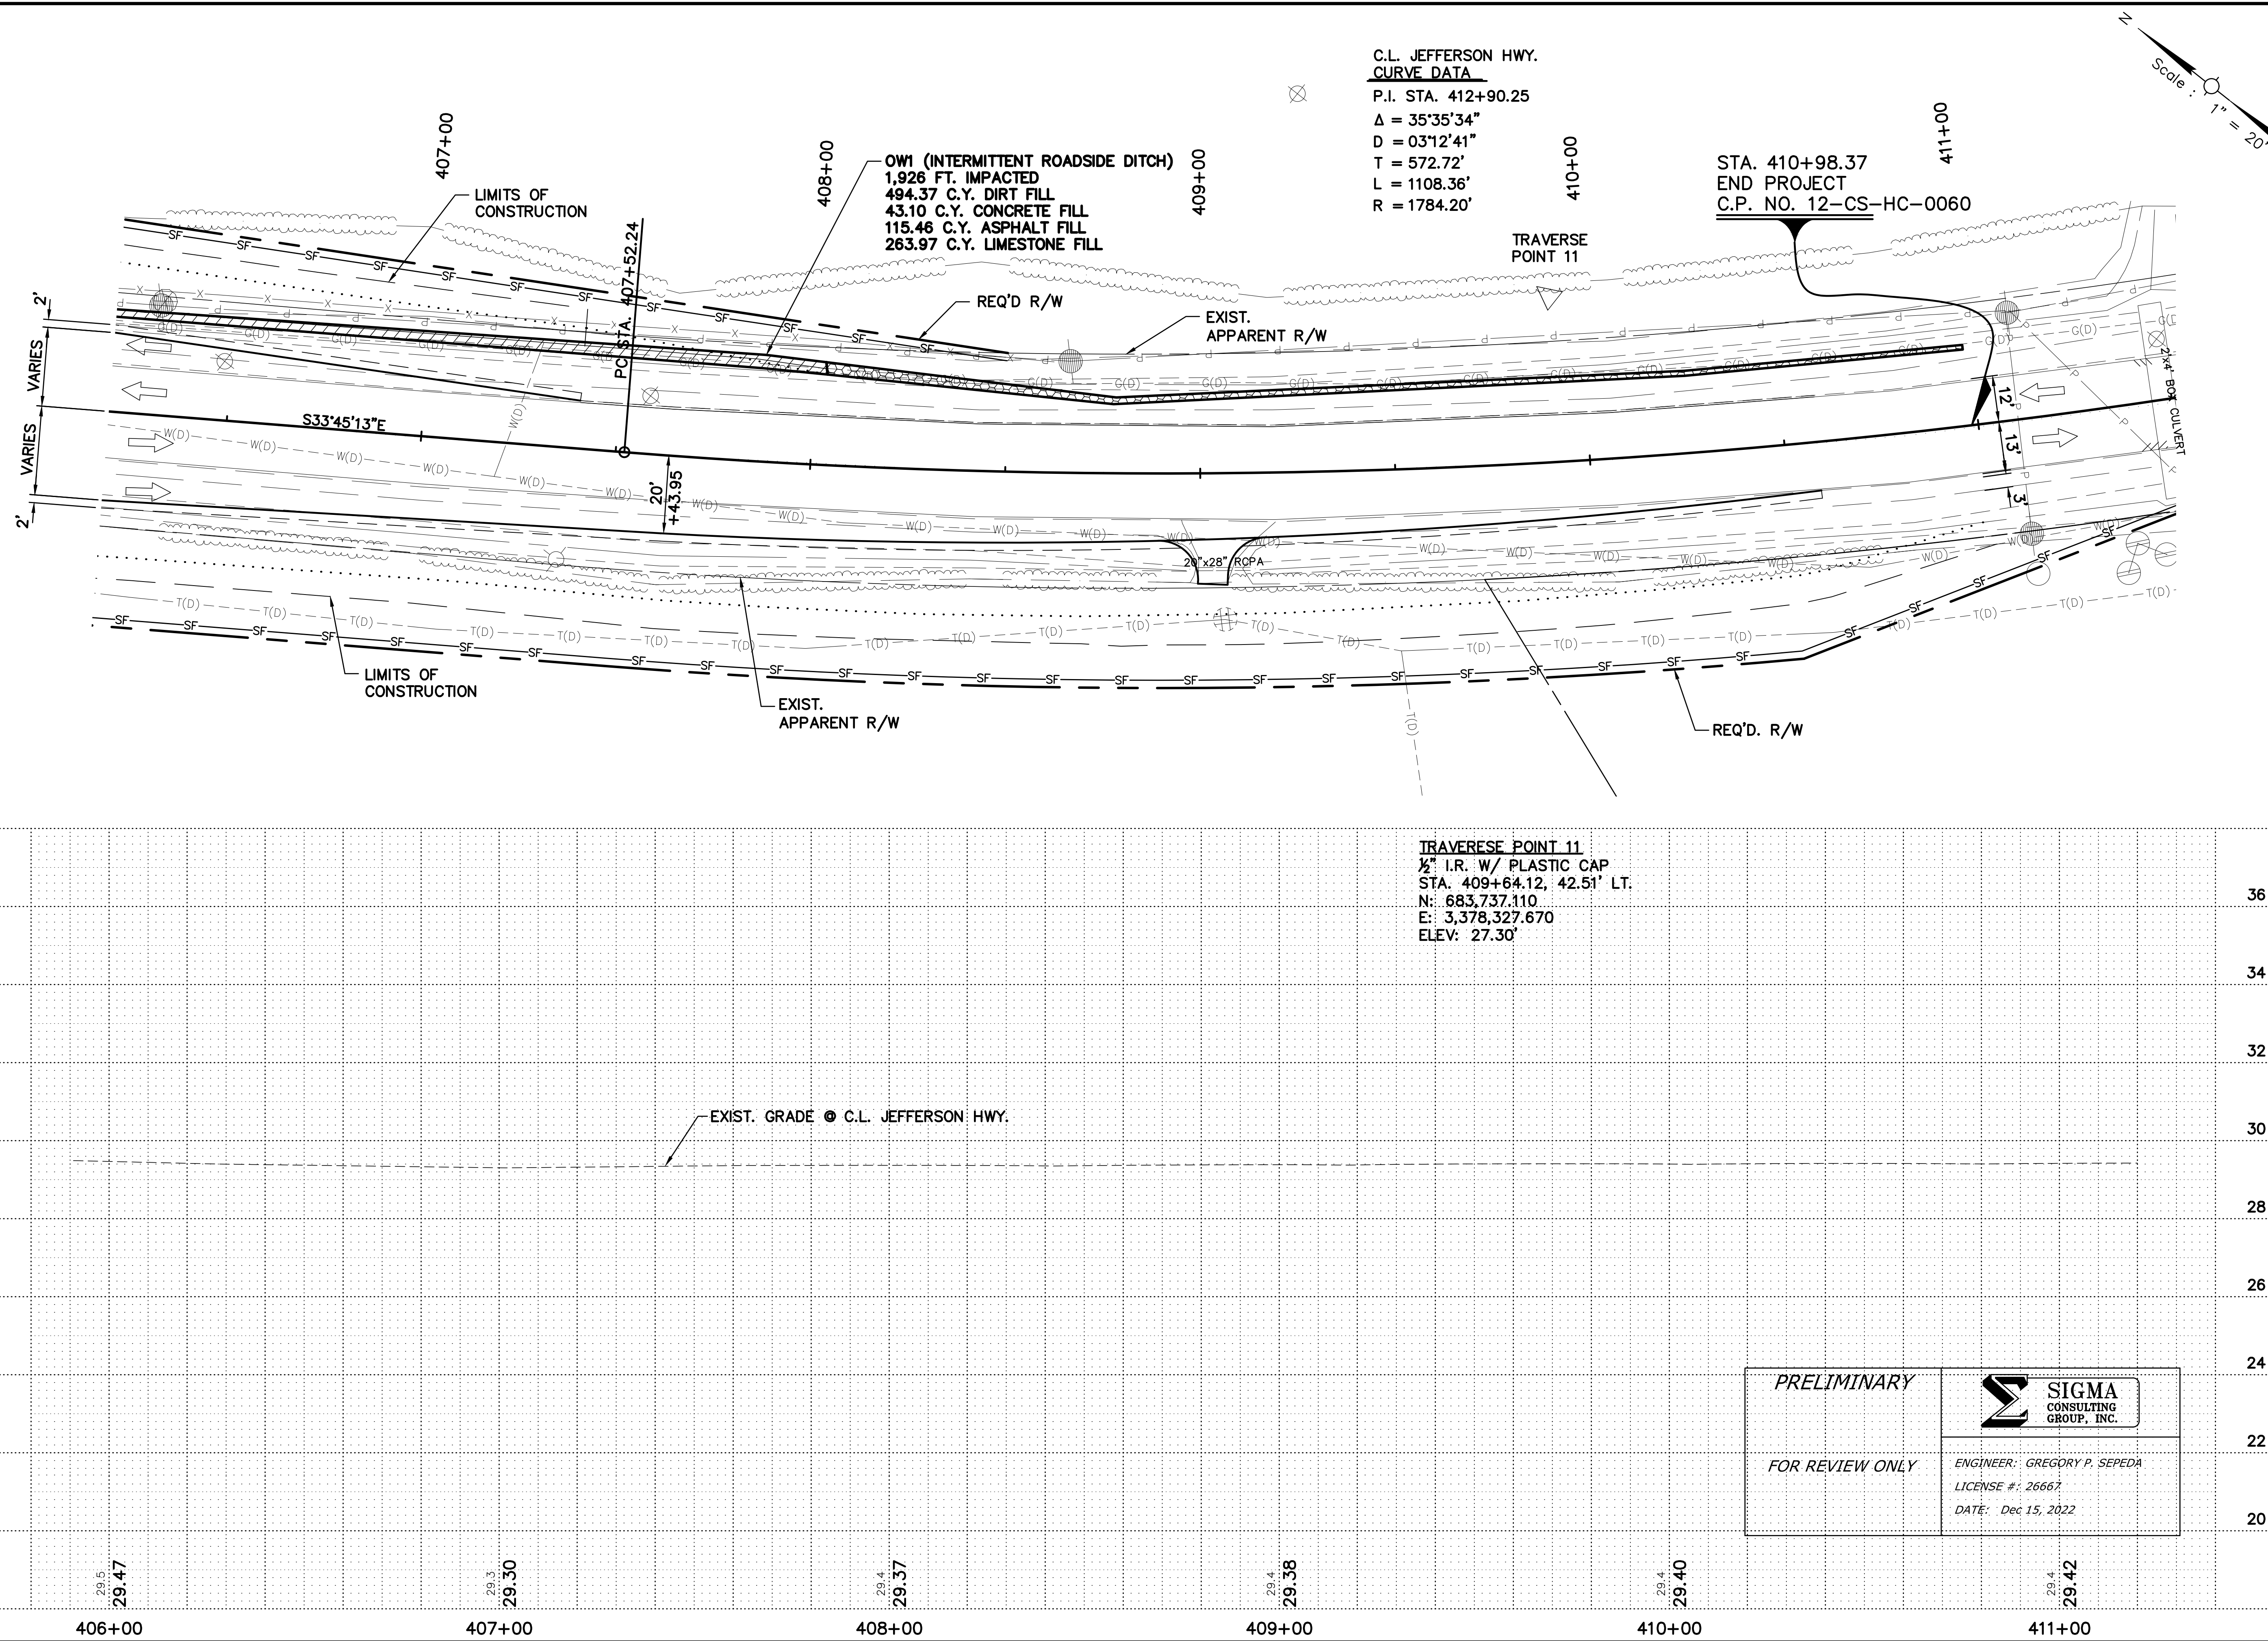 C.L. JEFFERSON HWY.
CURVE DATA
P.I. STA. 412+90.25
Δ = 35°35'34"
D = 03°12'41"
T = 572.72'
L = 1108.36'
R = 1784.20'
N
Scale : 1" = 20'
407+00
408+00
409+00
410+00
411+00
OW1 (INTERMITTENT ROADSIDE DITCH)
1,926 FT. IMPACTED
494.37 C.Y. DIRT FILL
43.10 C.Y. CONCRETE FILL
115.46 C.Y. ASPHALT FILL
263.97 C.Y. LIMESTONE FILL
STA. 410+98.37
END PROJECT
C.P. NO. 12-CS-HC-0060
LIMITS OF
CONSTRUCTION
TRAVERSE
POINT 11
REQ'D R/W
EXIST.
APPARENT R/W
PC STA. 407+52.24
2'
VARIES
VARIES
2'
S33°45'13"E
20'
+43.95
12'
13'
3'
2'x4' BOX CULVERT
20"x28" RCPA
LIMITS OF
CONSTRUCTION
EXIST.
APPARENT R/W
REQ'D. R/W
TRAVERESE POINT 11
½" I.R. W/ PLASTIC CAP
STA. 409+64.12, 42.51' LT.
N: 683,737.110
E: 3,378,327.670
ELEV: 27.30'
36
34
32
30
28
26
24
22
20
EXIST. GRADE @ C.L. JEFFERSON HWY.
PRELIMINARY
FOR REVIEW ONLY
SIGMA
CONSULTING
GROUP, INC.
ENGINEER: GREGORY P. SEPEDA
LICENSE #: 26667
DATE: Dec 15, 2022
29.5 29.47
29.3 29.30
29.4 29.37
29.4 29.38
29.4 29.40
29.4 29.42
406+00 407+00 408+00 409+00 410+00 411+00